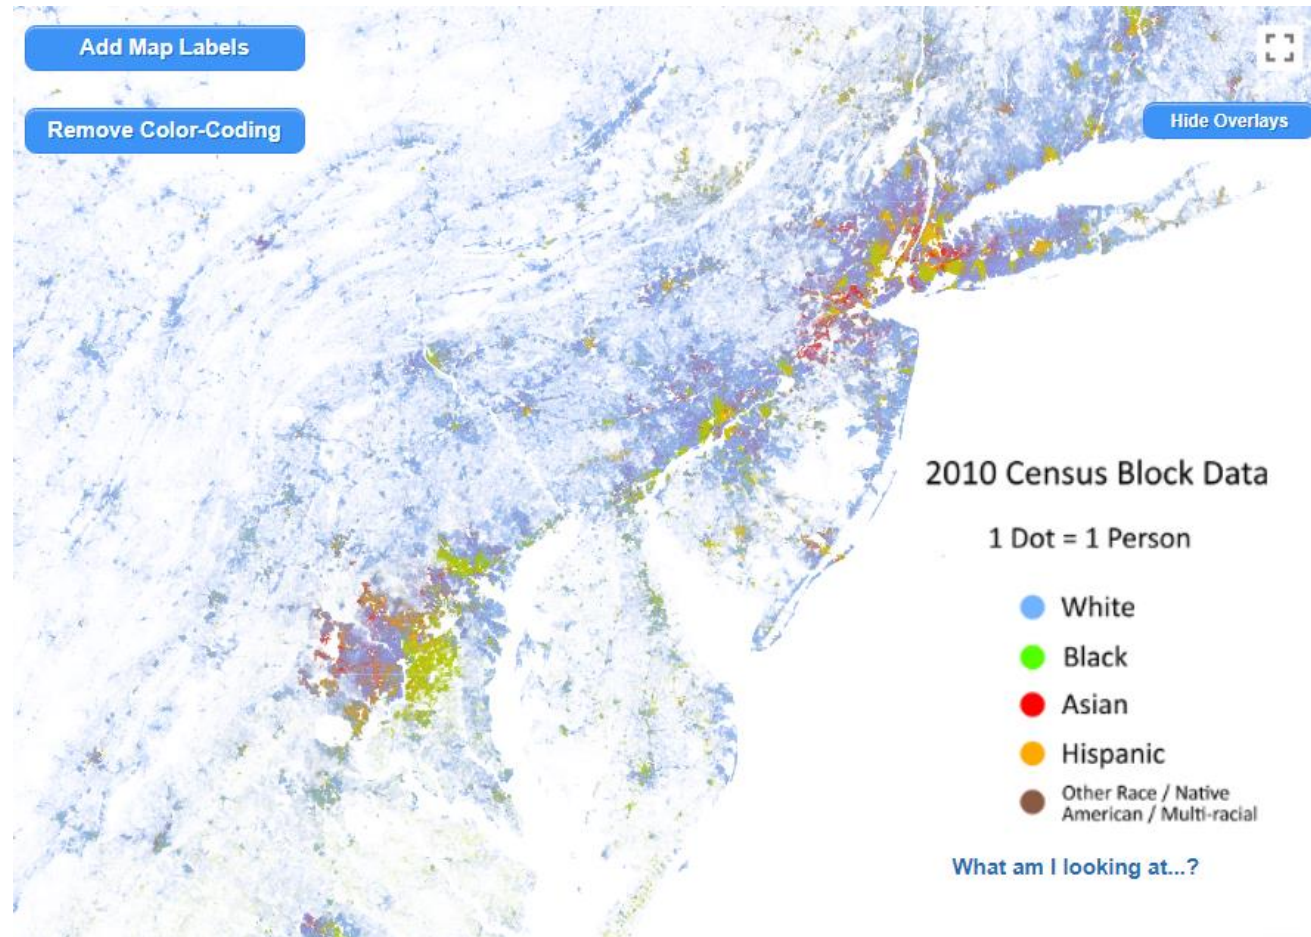 Add Map Labels
Remove Color-Coding
Hide Overlays
2010 Census Block Data
1 Dot = 1 Person
White
Black
Asian
Hispanic
Other Race / Native
American / Multi-racial
What am I looking at...?